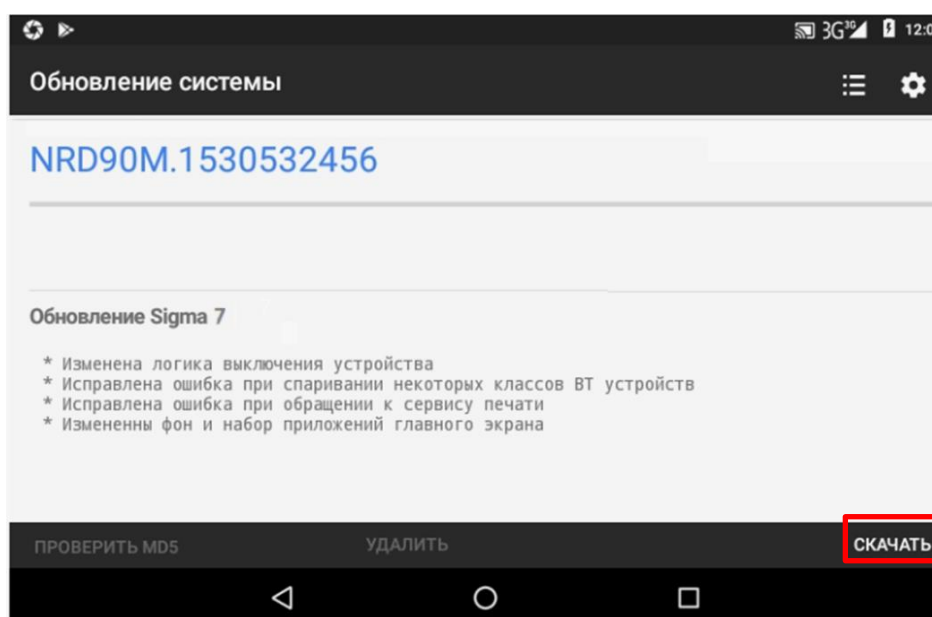 3G 3G 12:0
Обновление системы
NRD90M.1530532456
Обновление Sigma 7
* Изменена логика выключения устройства
* Исправлена ошибка при спаривании некоторых классов BT устройств
* Исправлена ошибка при обращении к сервису печати
* Измененны фон и набор приложений главного экрана
ПРОВЕРИТЬ MD5 УДАЛИТЬ СКАЧАТЬ